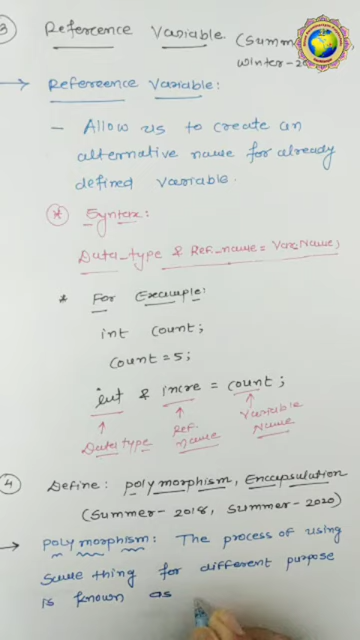 ③ Reference Variable. (Summ
Winter-20
→ Refereence Variable:
- Allow us to create an
alternative name for already
defined variable.
* Syntax:
Data_type & Ref_name = Var_Name;
* For Example:
int count;
count = 5;
int & incre = count;
Data type Ref. name Variable Name
④ Define: polymorphism, Encapsulation
(Summer-2018, Summer-2020)
→ polymorphism: The process of using
same thing for different purpose
is known as